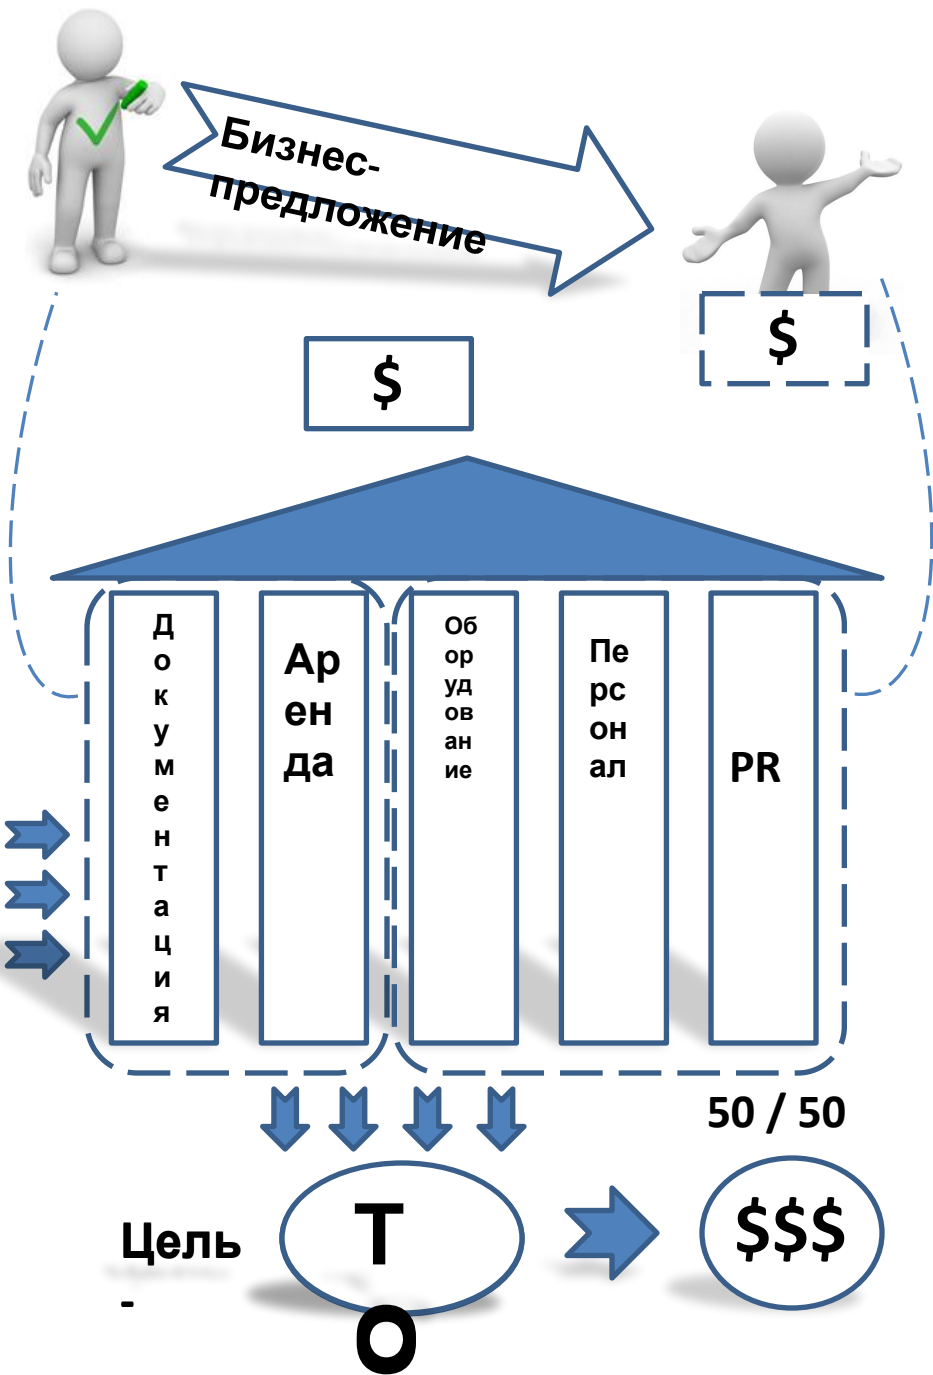 Бизнес-
предложение
$
$
Д
о
к
у
м
е
н
т
а
ц
и
я
Ар
ен
да
Об
ор
уд
ов
ан
ие
Пе
рс
он
ал
PR
50 / 50
Цель
-
Т
О
$$$